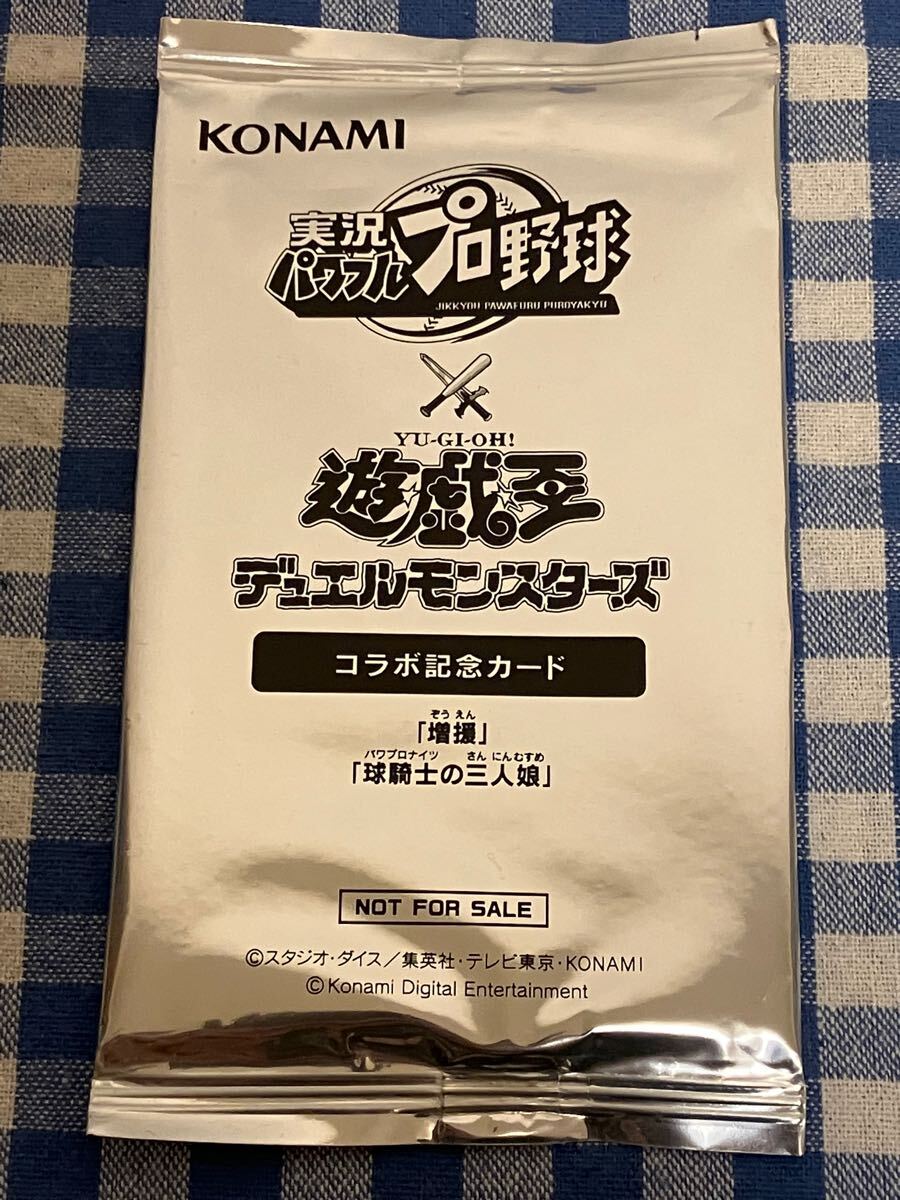 KONAMI
実況
パワフルプロ野球
JIKKYOU PAWAFURU PUROYAKYU
YU-GI-OH!
遊戯王
デュエルモンスターズ
コラボ記念カード
ぞうえん
「増援」
パワプロナイツ さんにんむすめ
「球騎士の三人娘」
NOT FOR SALE
©スタジオ・ダイス／集英社・テレビ東京・KONAMI
©Konami Digital Entertainment